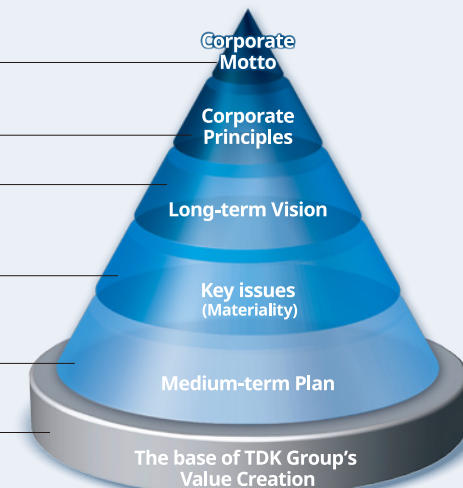 Corporate
Motto
Corporate
Principles
Long-term Vision
Key issues
(Materiality)
Medium-term Plan
The base of TDK Group's
Value Creation